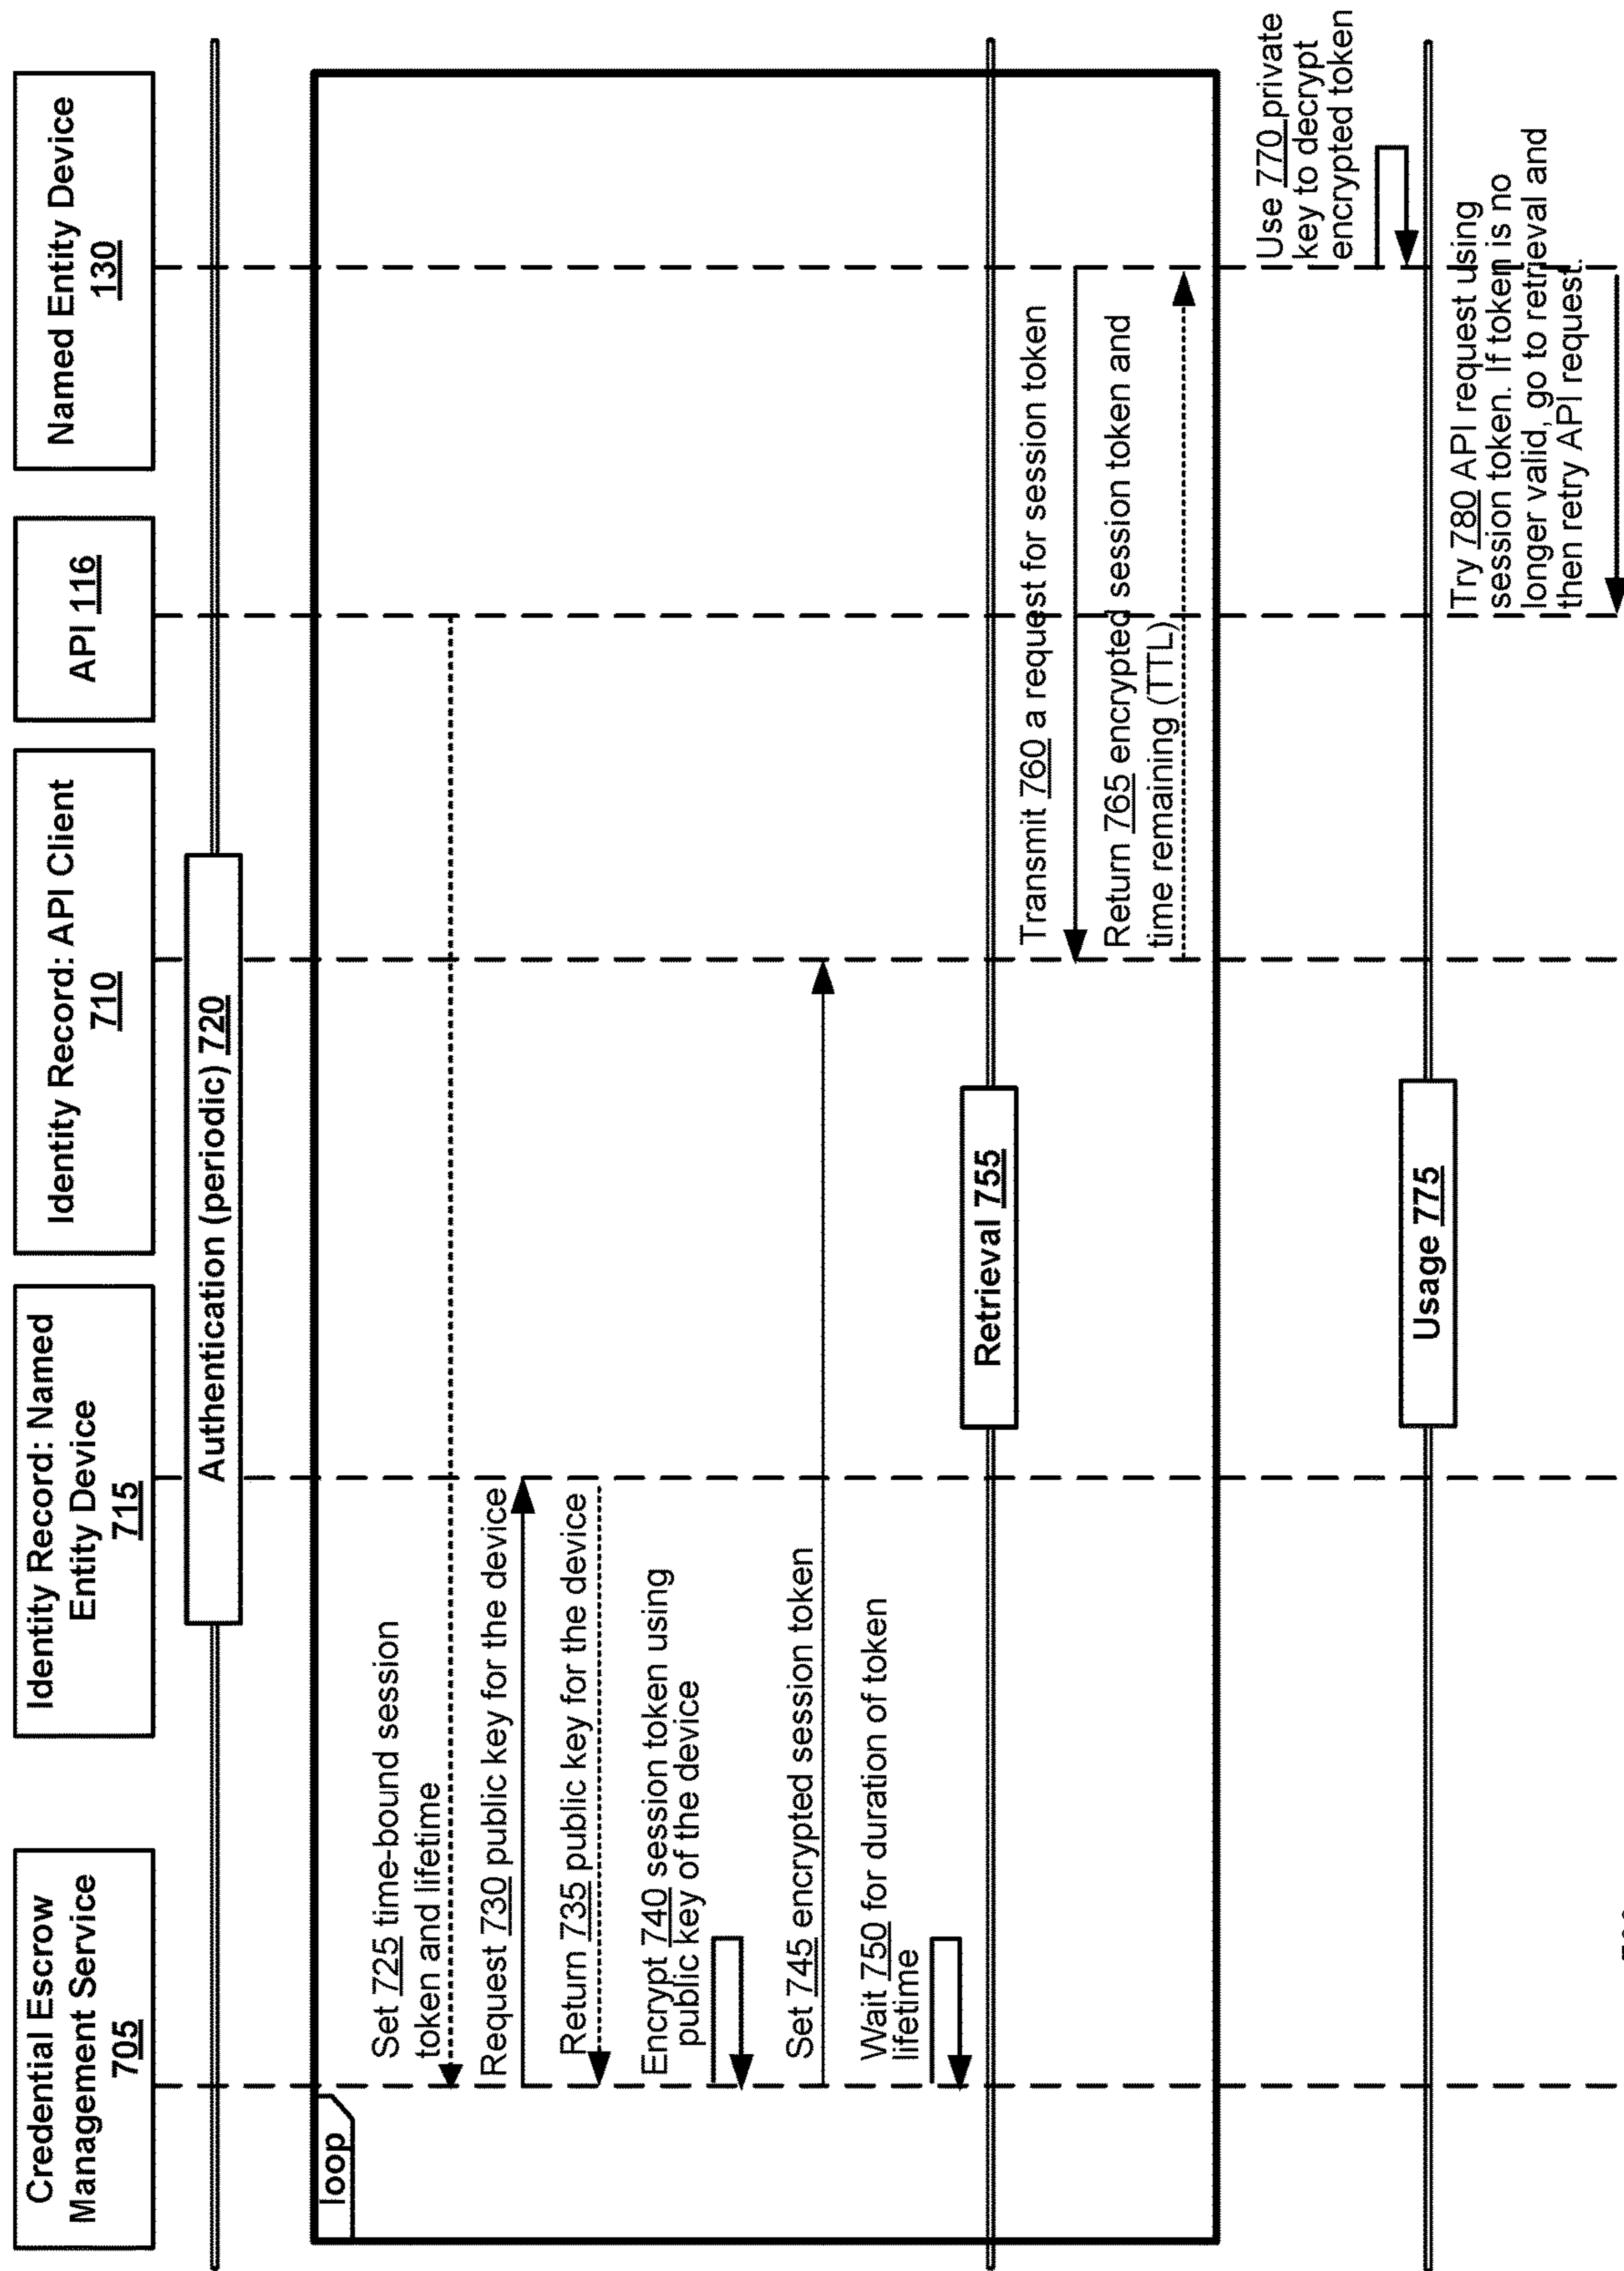 Credential Escrow
Management Service
705
Identity Record: Named
Entity Device
715
Identity Record: API Client
710
API 116
Named Entity Device
130
Authentication (periodic) 720
loop
Set 725 time-bound session
token and lifetime
Request 730 public key for the device
Return 735 public key for the device
Encrypt 740 session token using
public key of the device
Set 745 encrypted session token
Wait 750 for duration of token
lifetime
Retrieval 755
Transmit 760 a request for session token
Return 765 encrypted session token and
time remaining (TTL)
Use 770 private
key to decrypt
encrypted token
Usage 775
Try 780 API request using
session token. If token is no
longer valid, go to retrieval and
then retry API request.